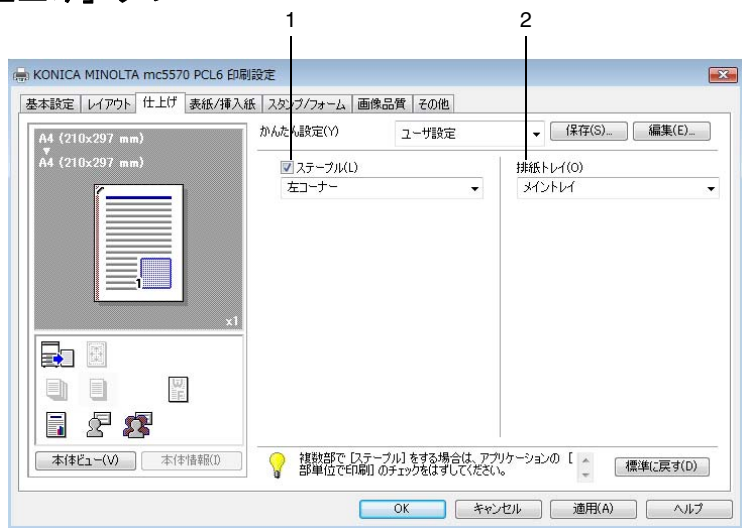 1 2
KONICA MINOLTA mc5570 PCL6 印刷設定
基本設定 レイアウト 仕上げ 表紙/挿入紙 スタンプ/フォーム 画像品質 その他
かんたん設定(Y) ユーザ設定 保存(S)... 編集(E)...
A4 (210x297 mm)
A4 (210x297 mm)
ステープル(L) 排紙トレイ(O)
左コーナー メイントレイ
1
x1
W
F
複数部で [ステープル] をする場合は、アプリケーションの [
部単位で印刷] のチェックをはずしてください。
本体ビュー(V) 本体情報(I) 標準に戻す(D)
OK キャンセル 適用(A) ヘルプ